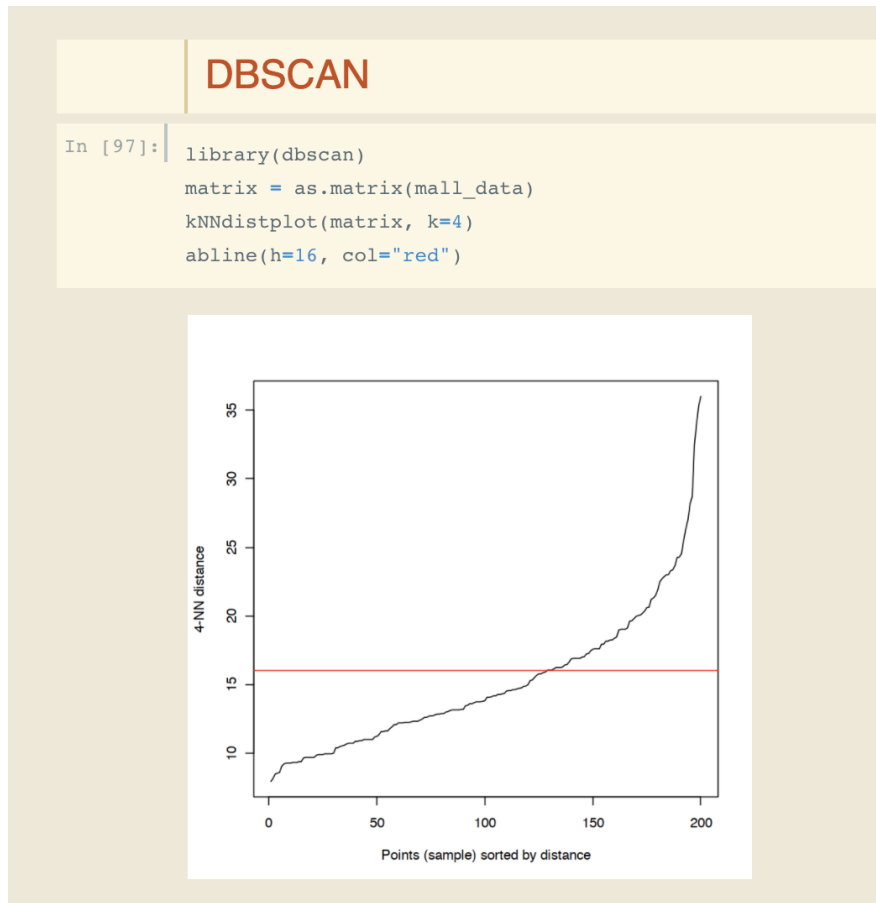 DBSCAN
In [97]:
library(dbscan)
matrix = as.matrix(mall_data)
kNNdistplot(matrix, k=4)
abline(h=16, col="red")
35
30
25
20
15
10
4-NN distance
0 50 100 150 200
Points (sample) sorted by distance